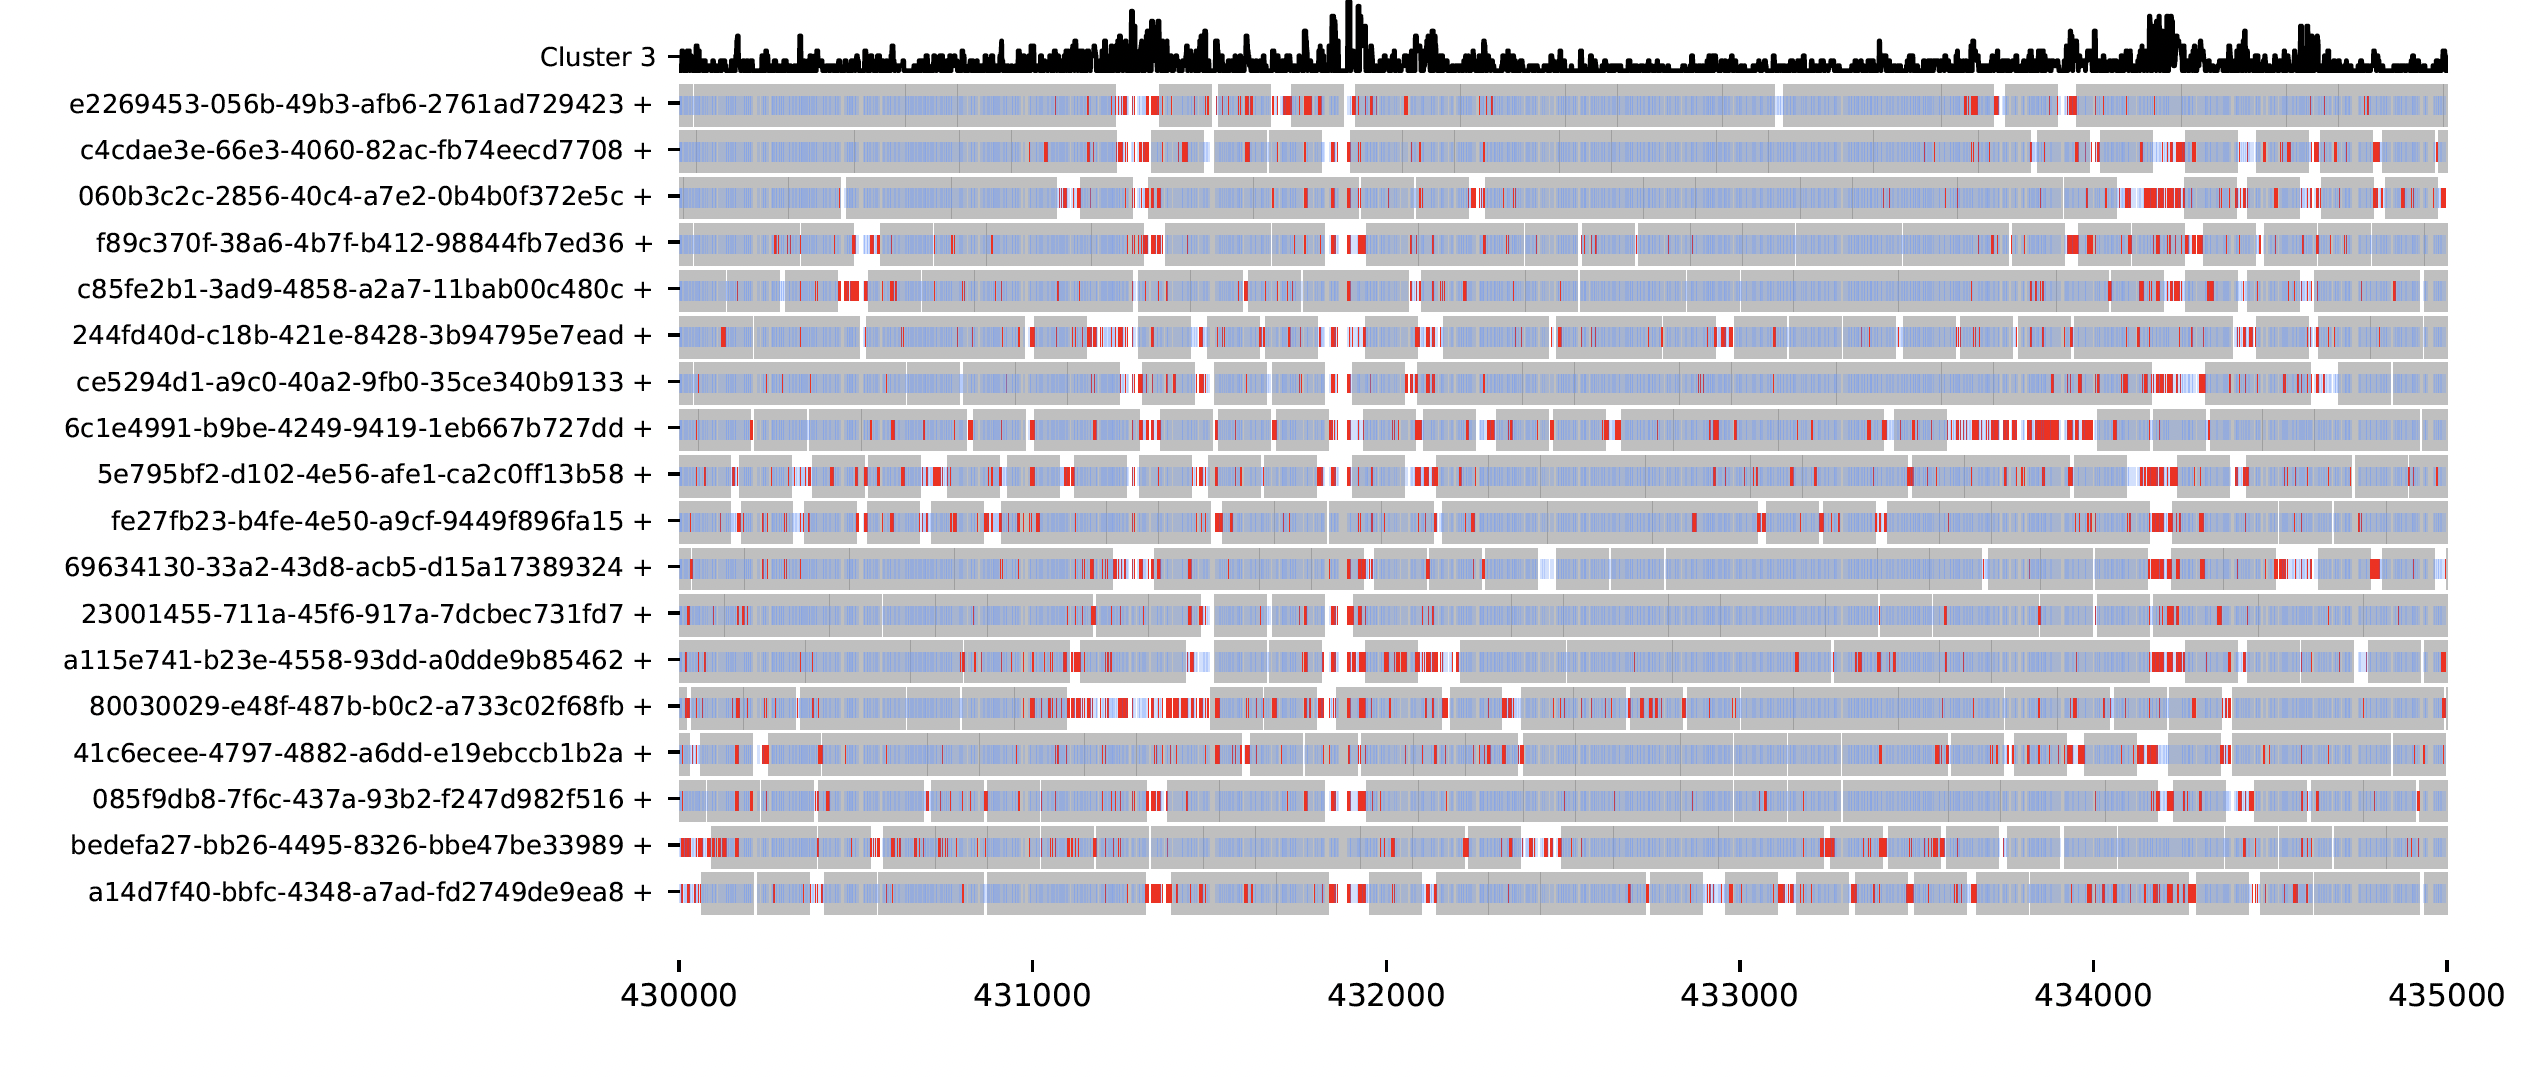 Cluster 3
e2269453-056b-49b3-afb6-2761ad729423 +
c4cdae3e-66e3-4060-82ac-fb74eecd7708 +
060b3c2c-2856-40c4-a7e2-0b4b0f372e5c +
f89c370f-38a6-4b7f-b412-98844fb7ed36 +
c85fe2b1-3ad9-4858-a2a7-11bab00c480c +
244fd40d-c18b-421e-8428-3b94795e7ead +
ce5294d1-a9c0-40a2-9fb0-35ce340b9133 +
6c1e4991-b9be-4249-9419-1eb667b727dd +
5e795bf2-d102-4e56-afe1-ca2c0ff13b58 +
fe27fb23-b4fe-4e50-a9cf-9449f896fa15 +
69634130-33a2-43d8-acb5-d15a17389324 +
23001455-711a-45f6-917a-7dcbec731fd7 +
a115e741-b23e-4558-93dd-a0dde9b85462 +
80030029-e48f-487b-b0c2-a733c02f68fb +
41c6ecee-4797-4882-a6dd-e19ebccb1b2a +
085f9db8-7f6c-437a-93b2-f247d982f516 +
bedefa27-bb26-4495-8326-bbe47be33989 +
a14d7f40-bbfc-4348-a7ad-fd2749de9ea8 +
430000 431000 432000 433000 434000 435000